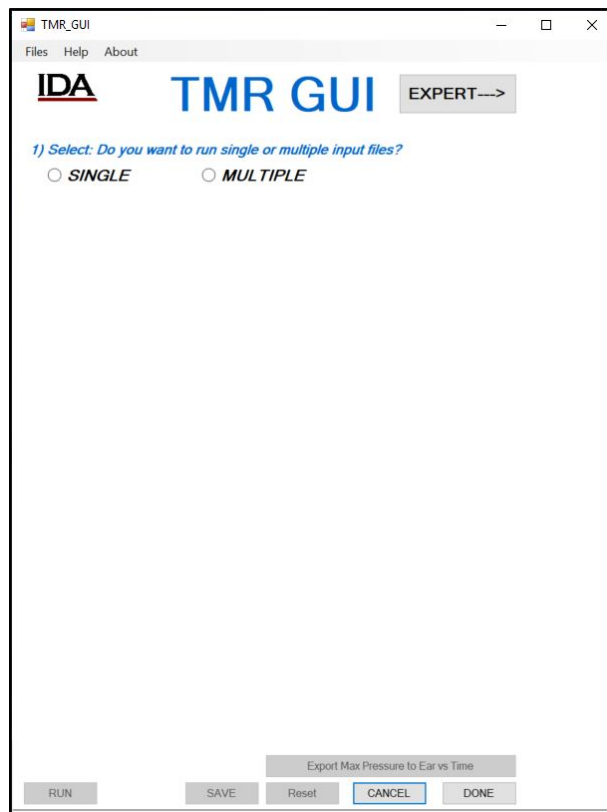 TMR_GUI
Files Help About
IDA TMR GUI EXPERT--->
1) Select: Do you want to run single or multiple input files?
SINGLE MULTIPLE
Export Max Pressure to Ear vs Time
RUN SAVE Reset CANCEL DONE